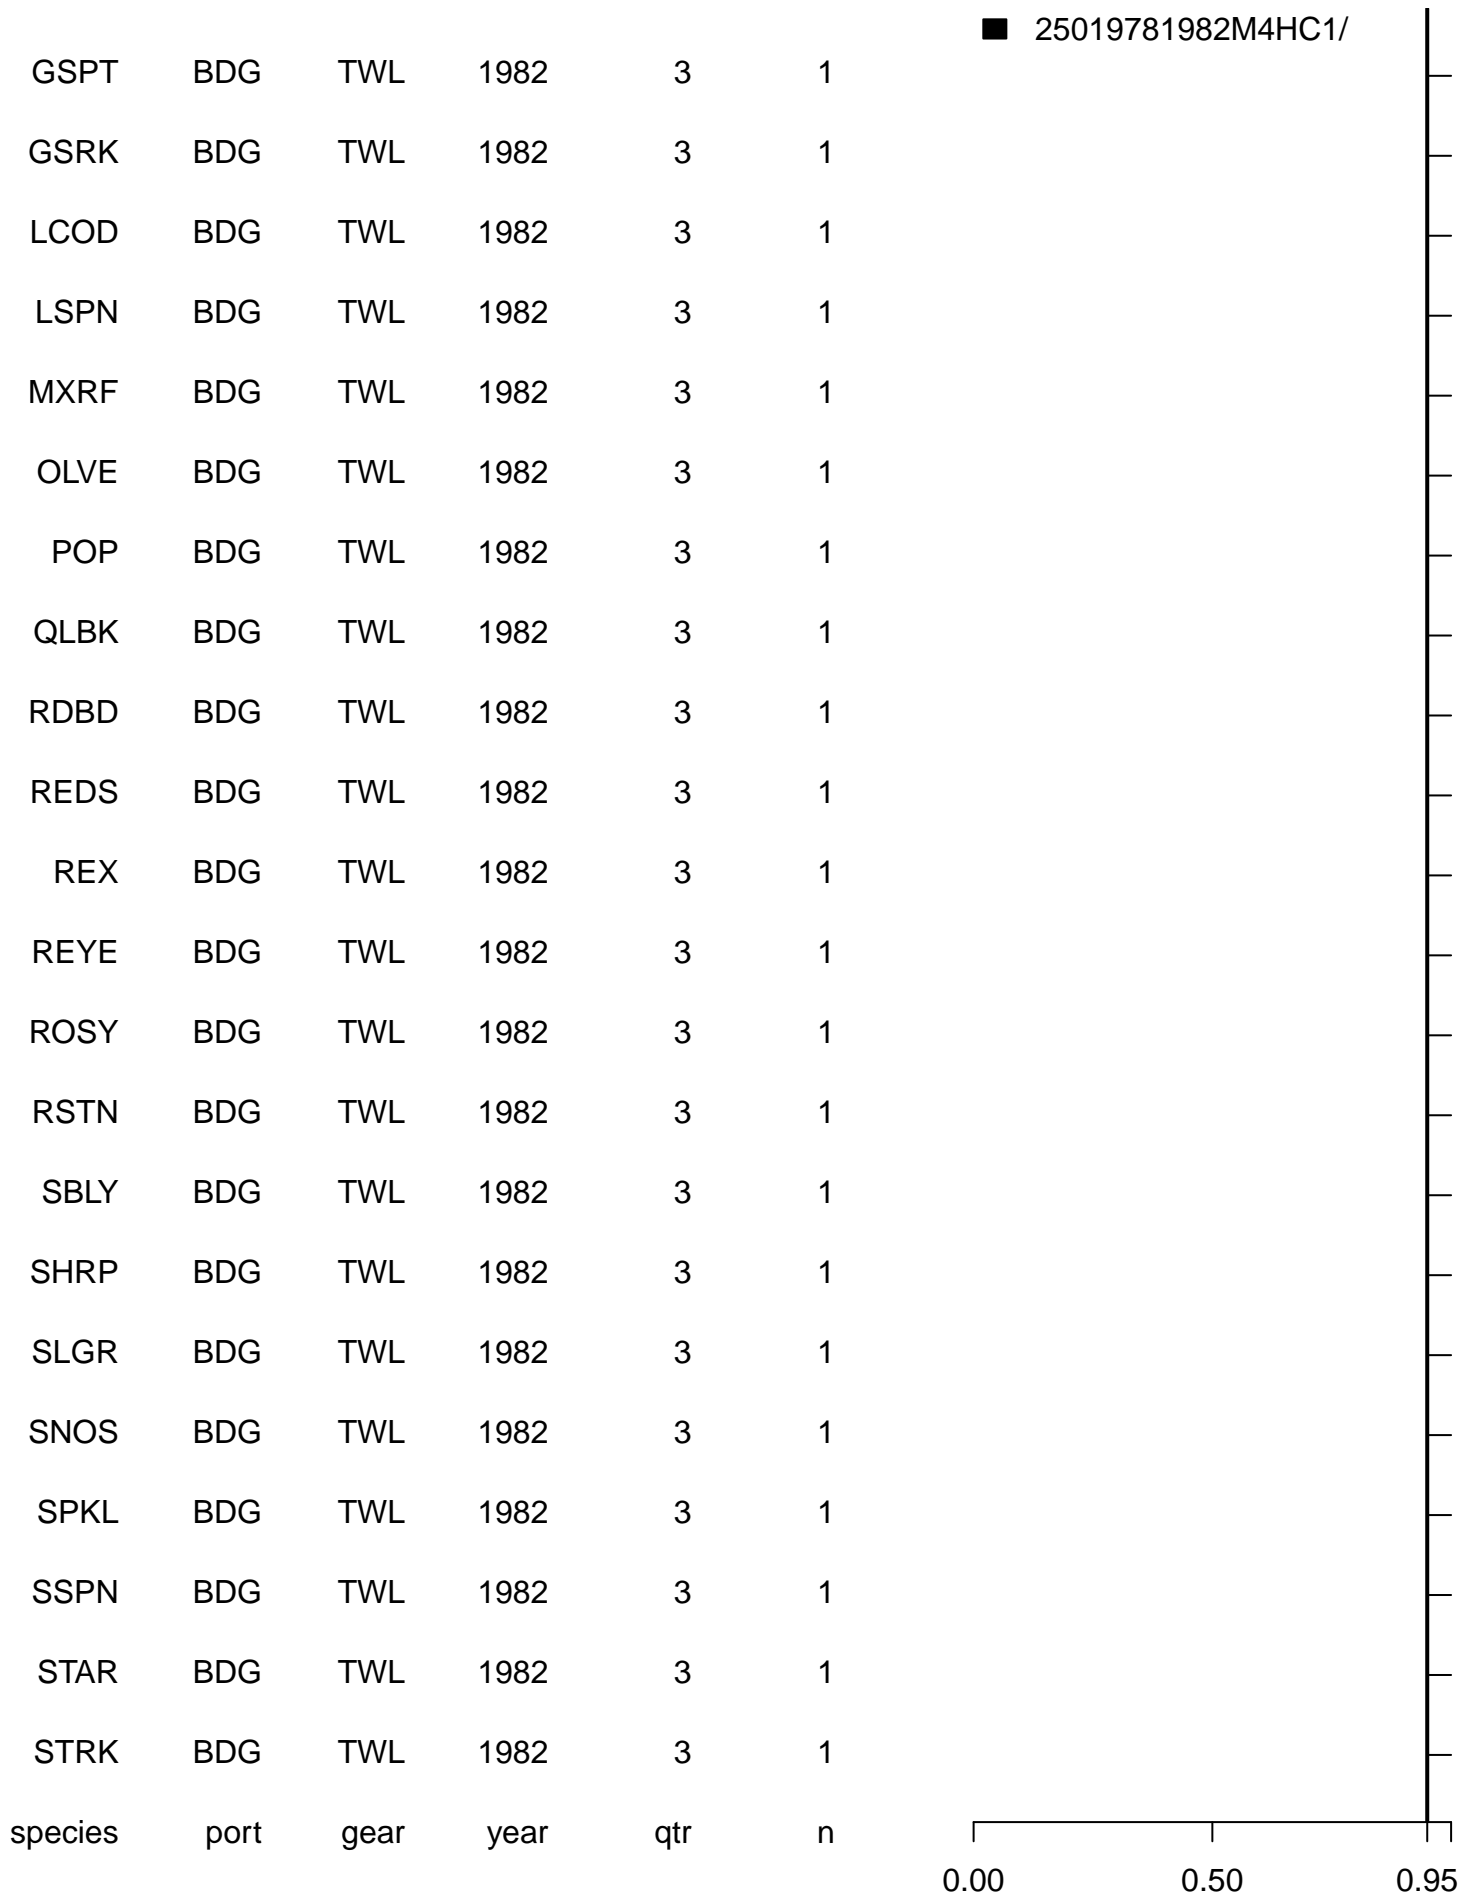 25019781982M4HC1/
GSPT BDG TWL 1982 3 1
GSRK BDG TWL 1982 3 1
LCOD BDG TWL 1982 3 1
LSPN BDG TWL 1982 3 1
MXRF BDG TWL 1982 3 1
OLVE BDG TWL 1982 3 1
POP BDG TWL 1982 3 1
QLBK BDG TWL 1982 3 1
RDBD BDG TWL 1982 3 1
REDS BDG TWL 1982 3 1
REX BDG TWL 1982 3 1
REYE BDG TWL 1982 3 1
ROSY BDG TWL 1982 3 1
RSTN BDG TWL 1982 3 1
SBLY BDG TWL 1982 3 1
SHRP BDG TWL 1982 3 1
SLGR BDG TWL 1982 3 1
SNOS BDG TWL 1982 3 1
SPKL BDG TWL 1982 3 1
SSPN BDG TWL 1982 3 1
STAR BDG TWL 1982 3 1
STRK BDG TWL 1982 3 1
species port gear year qtr n
0.00 0.50 0.95